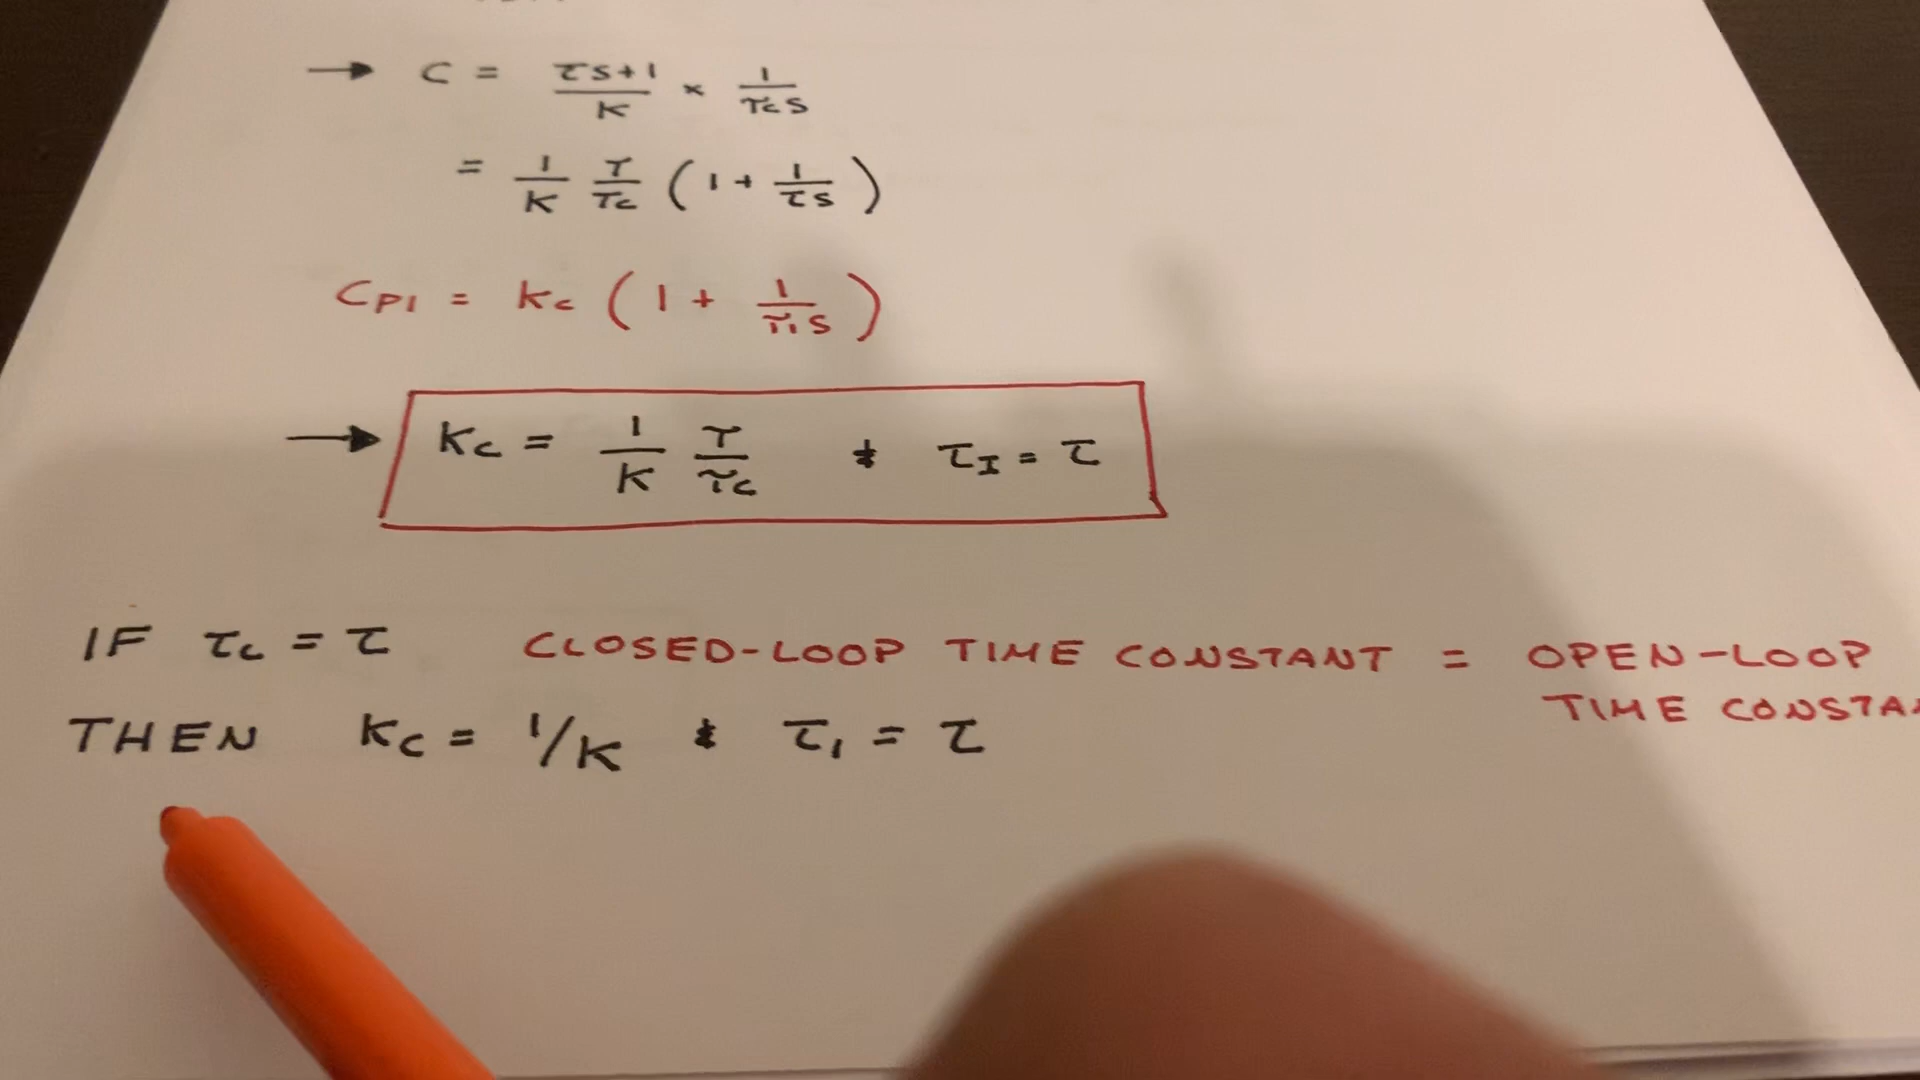 → C = τs+1/K × 1/τcs
= 1/K τ/τc (1 + 1/τs)
CPI = Kc (1 + 1/τIs)
→ Kc = 1/K τ/τc & τI = τ
IF τc = τ CLOSED-LOOP TIME CONSTANT = OPEN-LOOP
TIME CONSTA
THEN Kc = 1/K & τI = τ